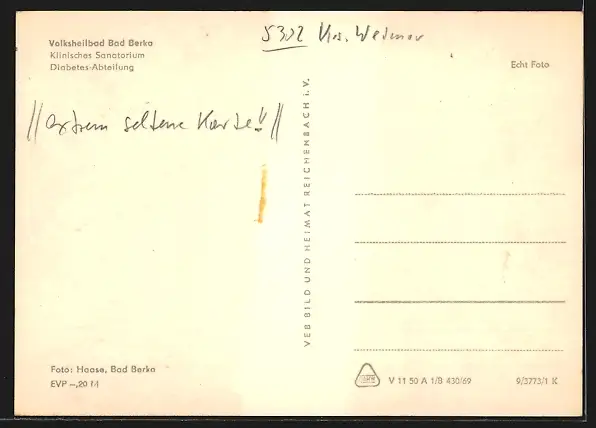 5302 Krs. Weimar
Volksheilbad Bad Berka
Klinisches Sanatorium
Diabetes-Abteilung
Echt Foto
//extrem seltene Karte!!//
VEB BILD UND HEIMAT REICHENBACH i. V.
Foto: Haase, Bad Berka
EVP –,20 M
V 11 50 A 1/B 430/69
9/3773/1 K